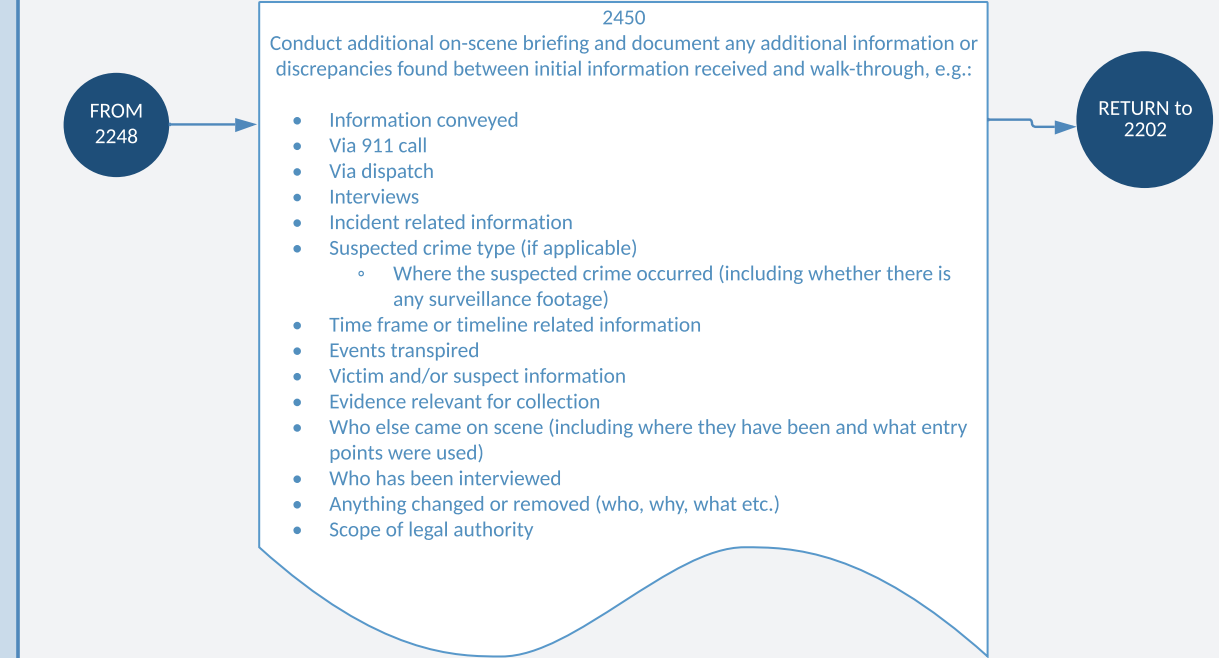 2450
Conduct additional on-scene briefing and document any additional information or
discrepancies found between initial information received and walk-through, e.g.:
FROM
2248
RETURN to
2202
• Information conveyed
• Via 911 call
• Via dispatch
• Interviews
• Incident related information
• Suspected crime type (if applicable)
◦ Where the suspected crime occurred (including whether there is
any surveillance footage)
• Time frame or timeline related information
• Events transpired
• Victim and/or suspect information
• Evidence relevant for collection
• Who else came on scene (including where they have been and what entry
points were used)
• Who has been interviewed
• Anything changed or removed (who, why, what etc.)
• Scope of legal authority